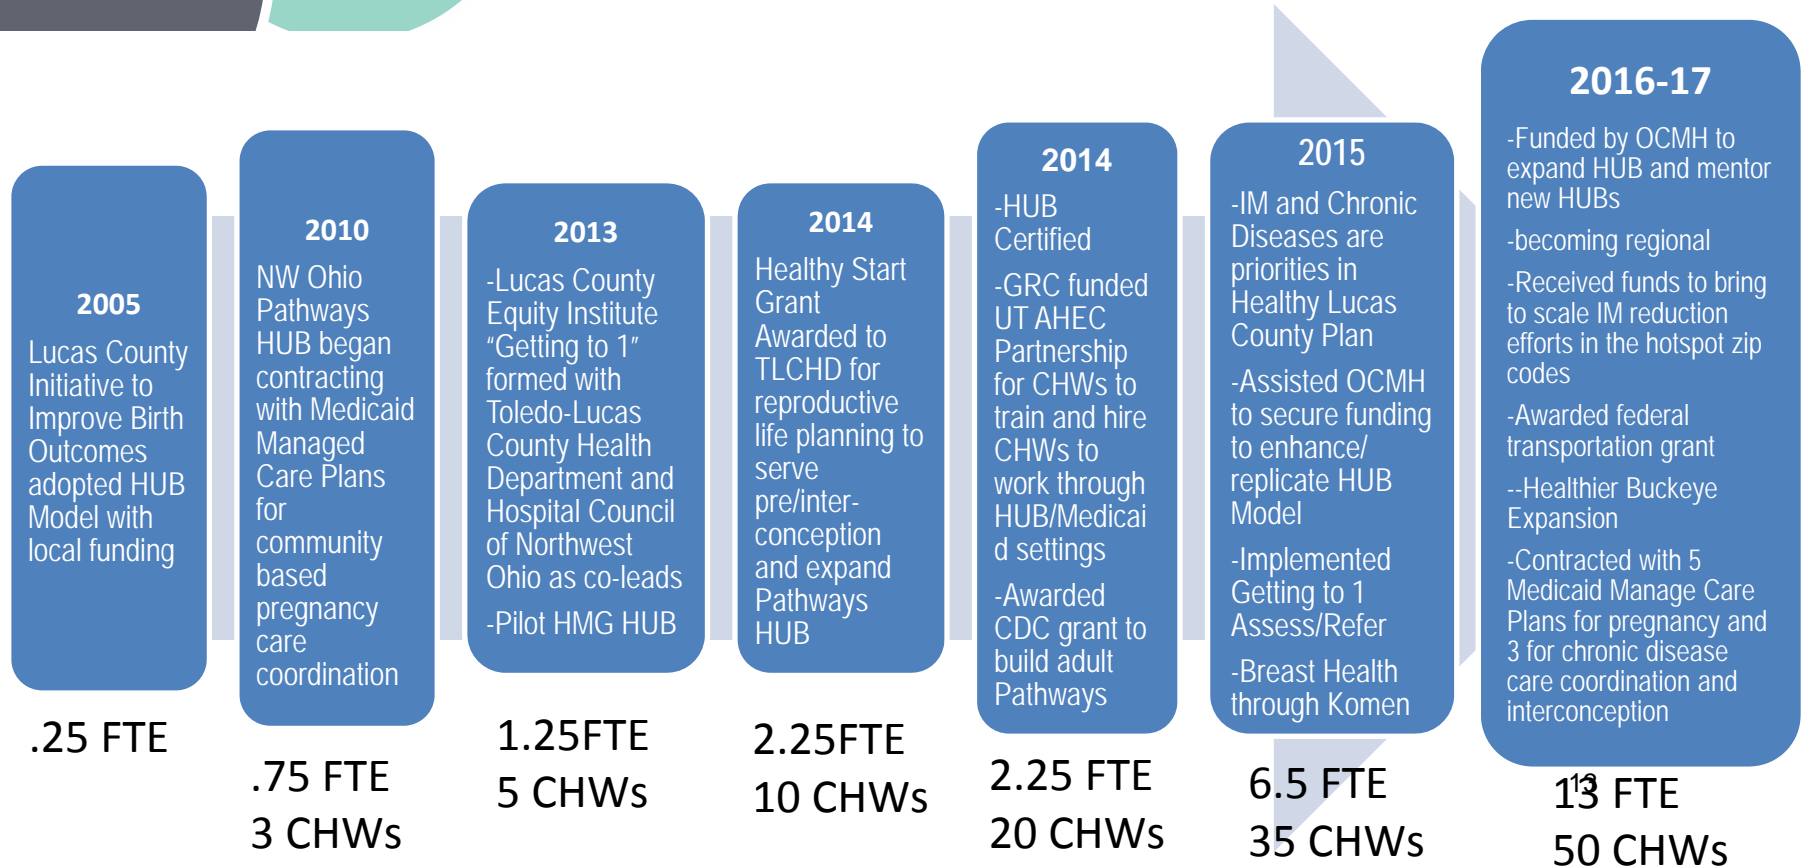 2005
Lucas County
Initiative to
Improve Birth
Outcomes
adopted HUB
Model with
local funding
.25 FTE
2010
NW Ohio
Pathways
HUB began
contracting
with Medicaid
Managed
Care Plans
for
community
based
pregnancy
care
coordination
.75 FTE
3 CHWs
2013
-Lucas County
Equity Institute
“Getting to 1”
formed with
Toledo-Lucas
County Health
Department and
Hospital Council
of Northwest
Ohio as co-leads
-Pilot HMG HUB
1.25FTE
5 CHWs
2014
Healthy Start
Grant
Awarded to
TLCHD for
reproductive
life planning to
serve
pre/inter-
conception
and expand
Pathways
HUB
2.25FTE
10 CHWs
2014
-HUB
Certified
-GRC funded
UT AHEC
Partnership
for CHWs to
train and hire
CHWs to
work through
HUB/Medicai
d settings
-Awarded
CDC grant to
build adult
Pathways
2.25 FTE
20 CHWs
2015
-IM and Chronic
Diseases are
priorities in
Healthy Lucas
County Plan
-Assisted OCMH
to secure funding
to enhance/
replicate HUB
Model
-Implemented
Getting to 1
Assess/Refer
-Breast Health
through Komen
6.5 FTE
35 CHWs
2016-17
-Funded by OCMH to
expand HUB and mentor
new HUBs
-becoming regional
-Received funds to bring
to scale IM reduction
efforts in the hotspot zip
codes
-Awarded federal
transportation grant
--Healthier Buckeye
Expansion
-Contracted with 5
Medicaid Manage Care
Plans for pregnancy and
3 for chronic disease
care coordination and
interconception
13
13 FTE
50 CHWs